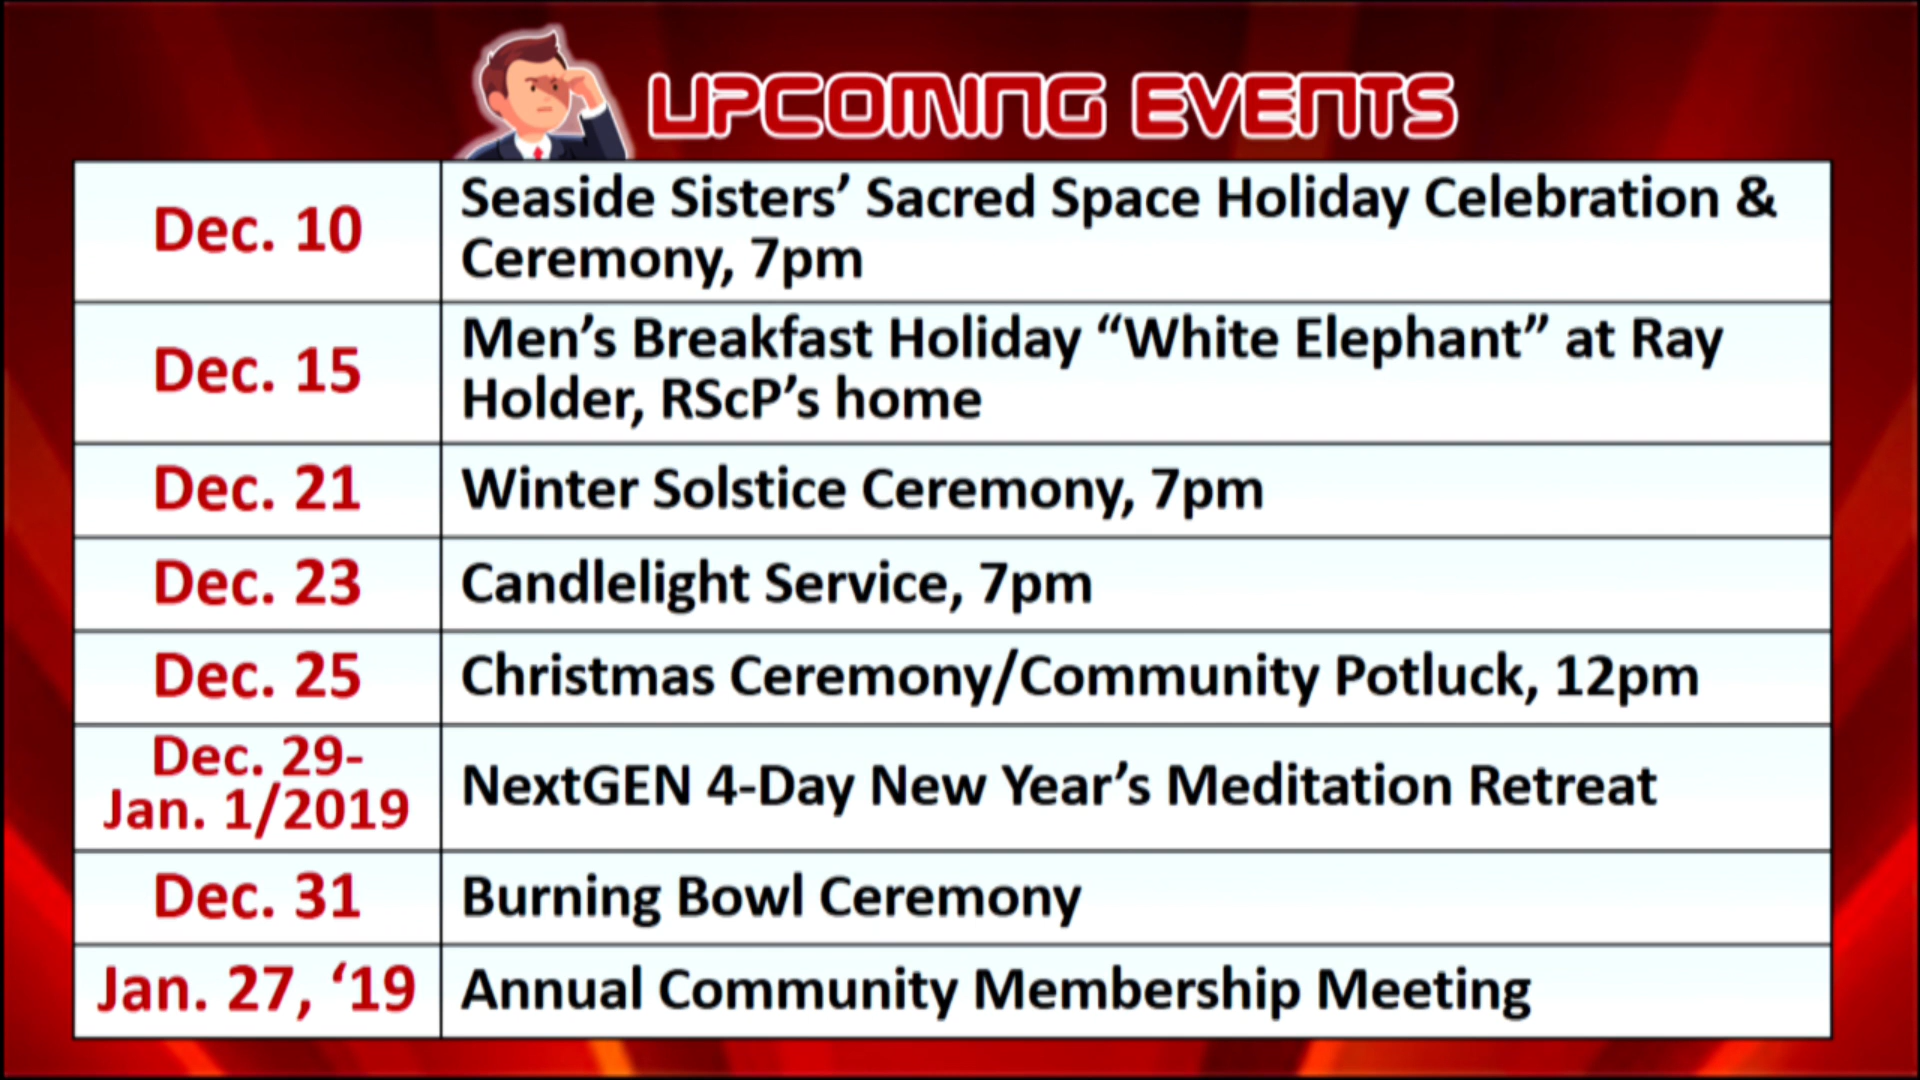 UPCOMING EVENTS
Dec. 10
Seaside Sisters’ Sacred Space Holiday Celebration &
Ceremony, 7pm
Dec. 15
Men’s Breakfast Holiday “White Elephant” at Ray
Holder, RScP’s home
Dec. 21
Winter Solstice Ceremony, 7pm
Dec. 23
Candlelight Service, 7pm
Dec. 25
Christmas Ceremony/Community Potluck, 12pm
Dec. 29-
Jan. 1/2019
NextGEN 4-Day New Year’s Meditation Retreat
Dec. 31
Burning Bowl Ceremony
Jan. 27, ‘19
Annual Community Membership Meeting